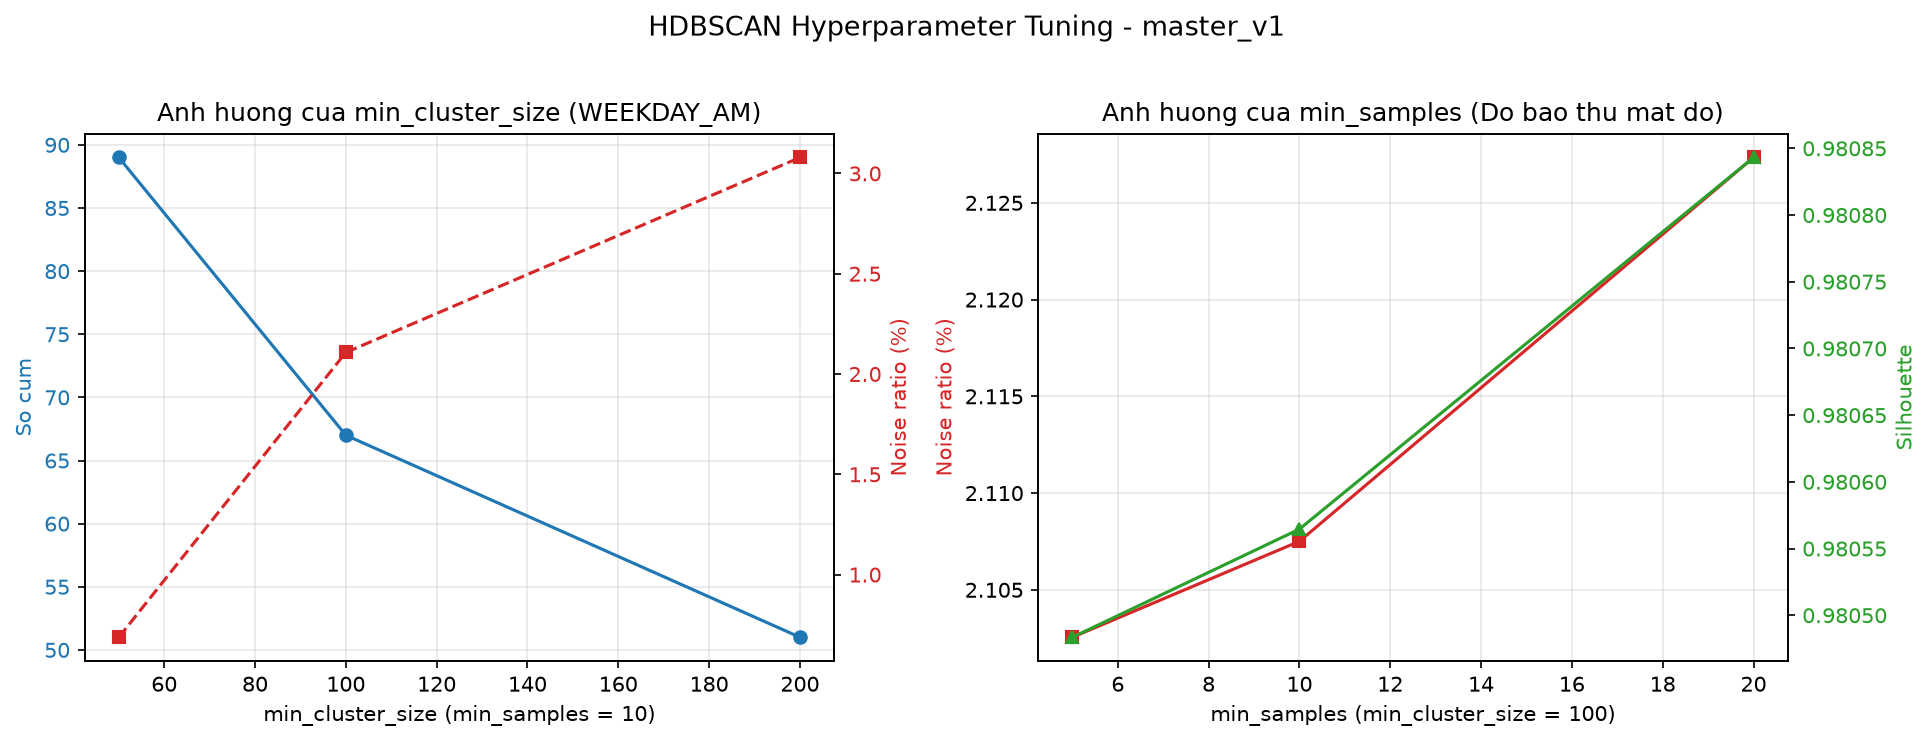 HDBSCAN Hyperparameter Tuning - master_v1
Anh huong cua min_cluster_size (WEEKDAY_AM)
So cum
90
85
80
75
70
65
60
55
50
3.0
2.5
2.0
1.5
1.0
Noise ratio (%)
60 80 100 120 140 160 180 200
min_cluster_size (min_samples = 10)
Anh huong cua min_samples (Do bao thu mat do)
Noise ratio (%)
2.125
2.120
2.115
2.110
2.105
0.98085
0.98080
0.98075
0.98070
0.98065
0.98060
0.98055
0.98050
Silhouette
6 8 10 12 14 16 18 20
min_samples (min_cluster_size = 100)